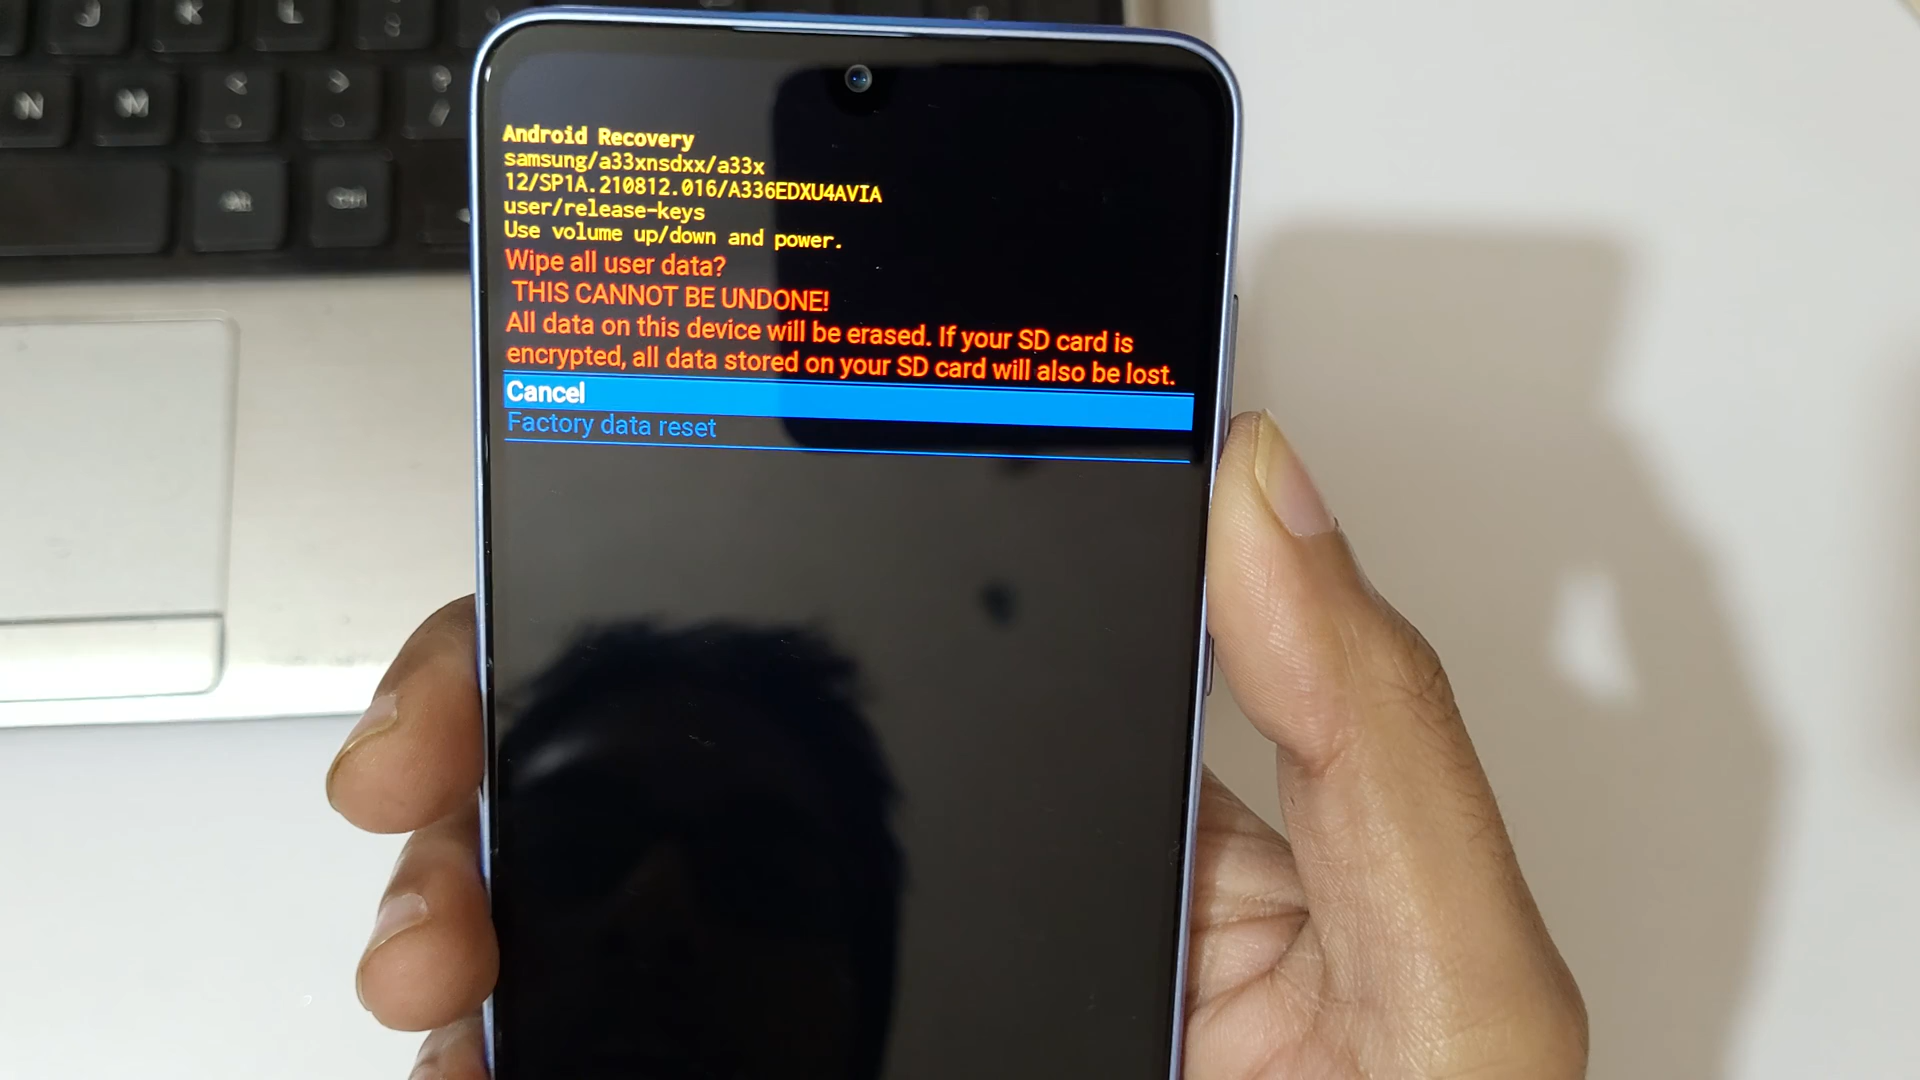 J
K
L
N
M
<
>
?
/
alt
ctrl
Android Recovery
samsung/a33xnsdxx/a33x
12/SP1A.210812.016/A336EDXU4AVIA
user/release-keys
Use volume up/down and power.
Wipe all user data?
THIS CANNOT BE UNDONE!
All data on this device will be erased. If your SD card is
encrypted, all data stored on your SD card will also be lost.
Cancel
Factory data reset